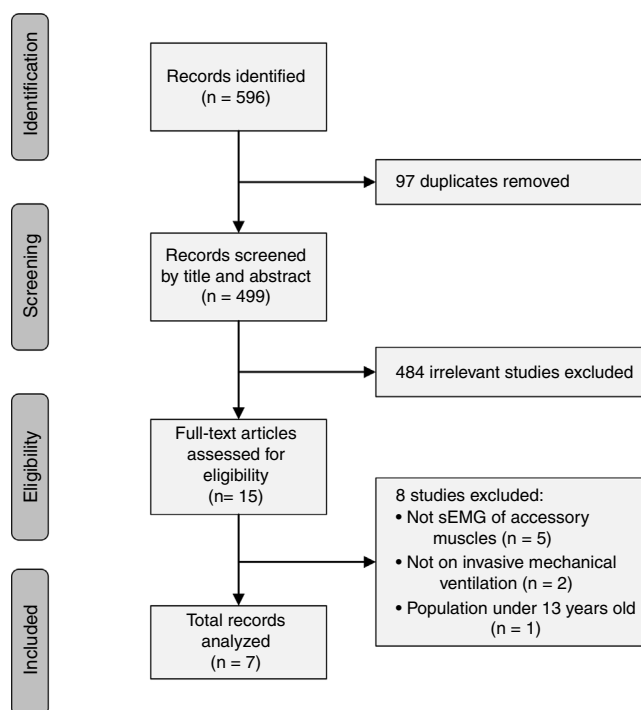 Identification
Records identified
(n = 596)
97 duplicates removed
Screening
Records screened
by title and abstract
(n = 499)
484 irrelevant studies excluded
Eligibility
Full-text articles
assessed for
eligibility
(n= 15)
8 studies excluded:
• Not sEMG of accessory
muscles (n = 5)
• Not on invasive mechanical
ventilation (n = 2)
• Population under 13 years old
(n = 1)
Included
Total records
analyzed
(n = 7)